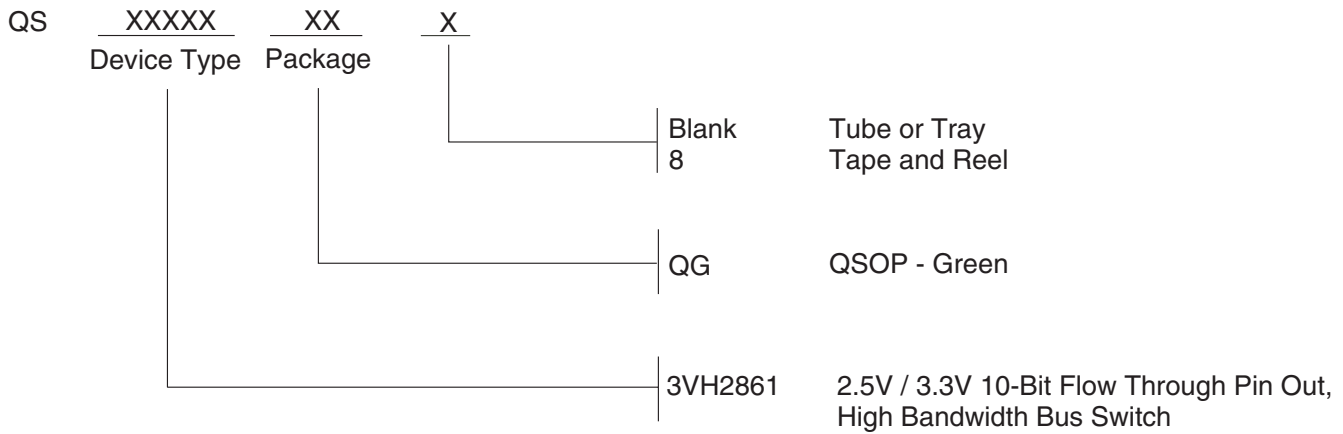 QS XXXXX XX X
Device Type Package
Blank Tube or Tray
8 Tape and Reel
QG QSOP - Green
3VH2861 2.5V / 3.3V 10-Bit Flow Through Pin Out,
High Bandwidth Bus Switch